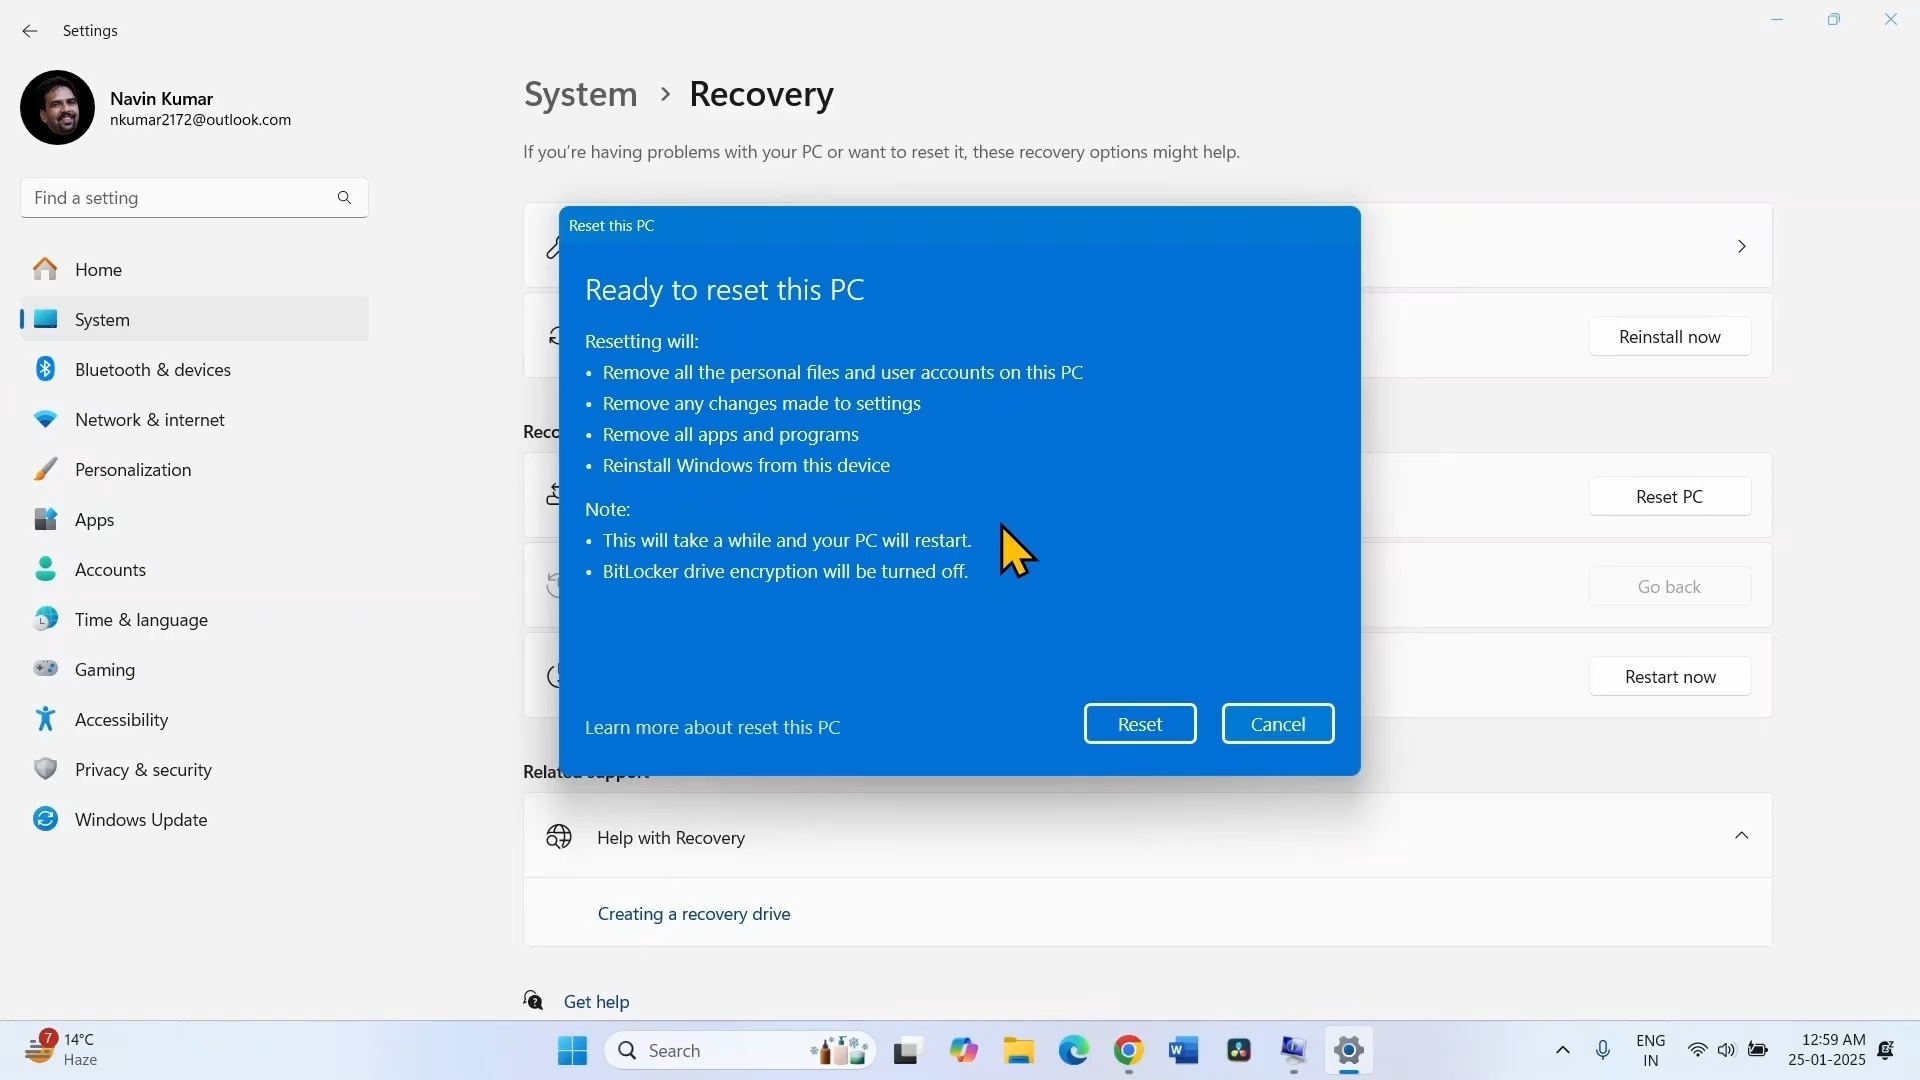 Settings
Navin Kumar
nkumar2172@outlook.com
Find a setting
Home
System
Bluetooth & devices
Network & internet
Personalization
Apps
Accounts
Time & language
Gaming
Accessibility
Privacy & security
Windows Update
System > Recovery
If you're having problems with your PC or want to reset it, these recovery options might help.
Reinstall now
Reset PC
Go back
Restart now
Reset this PC
Ready to reset this PC
Resetting will:
• Remove all the personal files and user accounts on this PC
• Remove any changes made to settings
• Remove all apps and programs
• Reinstall Windows from this device
Note:
• This will take a while and your PC will restart.
• BitLocker drive encryption will be turned off.
Learn more about reset this PC
Reset
Cancel
Related support
Help with Recovery
Creating a recovery drive
Get help
7
14°C
Haze
Search
ENG
IN
12:59 AM
25-01-2025